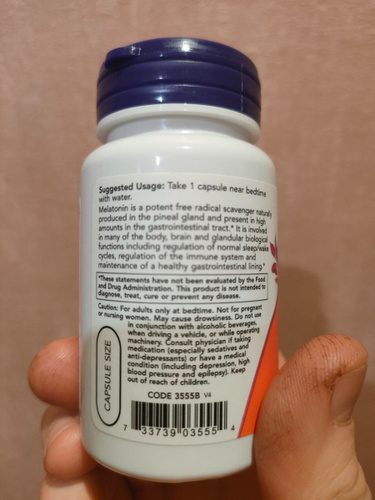 Suggested Usage: Take 1 capsule near bedtime
with water.
Melatonin is a potent free radical scavenger naturally
produced in the pineal gland and present in high
amounts in the gastrointestinal tract.* It is involved
in many of the body, brain and glandular biological
functions including regulation of normal sleep/wake
cycles, regulation of the immune system and
maintenance of a healthy gastrointestinal lining.*
*These statements have not been evaluated by the Food
and Drug Administration. This product is not intended to
diagnose, treat, cure or prevent any disease.
Caution: For adults only at bedtime. Not for pregnant
or nursing women. May cause drowsiness. Do not use
in conjunction with alcoholic beverages,
when driving a vehicle, or while operating
machinery. Consult physician if taking
medication (especially sedatives and
anti-depressants) or have a medical
condition (including depression, high
blood pressure and epilepsy). Keep
out of reach of children.
CAPSULE SIZE
CODE 3555B V4
7 33739 03555 4